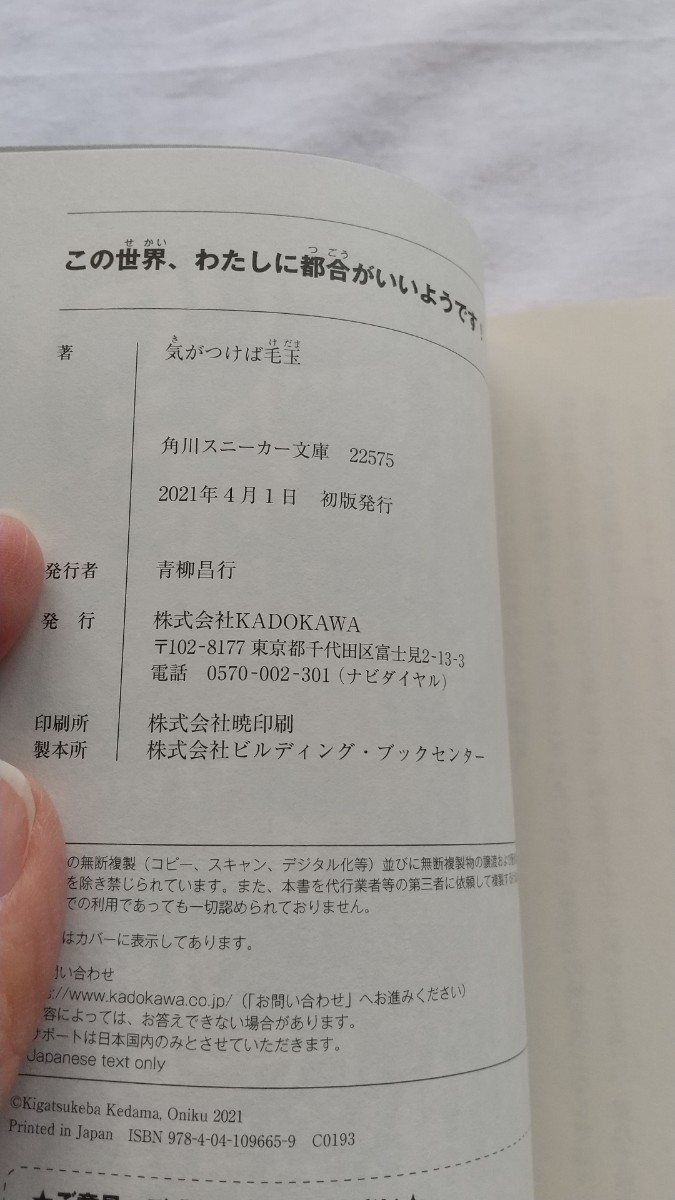 この世界、わたしに都合がいいようです！
著 気がつけば毛玉
角川スニーカー文庫 22575
2021年4月1日 初版発行
発行者 青柳昌行
発 行 株式会社KADOKAWA
〒102-8177 東京都千代田区富士見2-13-3
電話 0570-002-301（ナビダイヤル）
印刷所 株式会社暁印刷
製本所 株式会社ビルディング・ブックセンター
の無断複製（コピー、スキャン、デジタル化等）並びに無断複製物の譲渡および
を除き禁じられています。また、本書を代行業者等の第三者に依頼して複製する
での利用であっても一切認められておりません。
はカバーに表示してあります。
問い合わせ
://www.kadokawa.co.jp/（「お問い合わせ」へお進みください）
容によっては、お答えできない場合があります。
サポートは日本国内のみとさせていただきます。
Japanese text only
©Kigatsukeba Kedama, Oniku 2021
Printed in Japan ISBN 978-4-04-109665-9 C0193